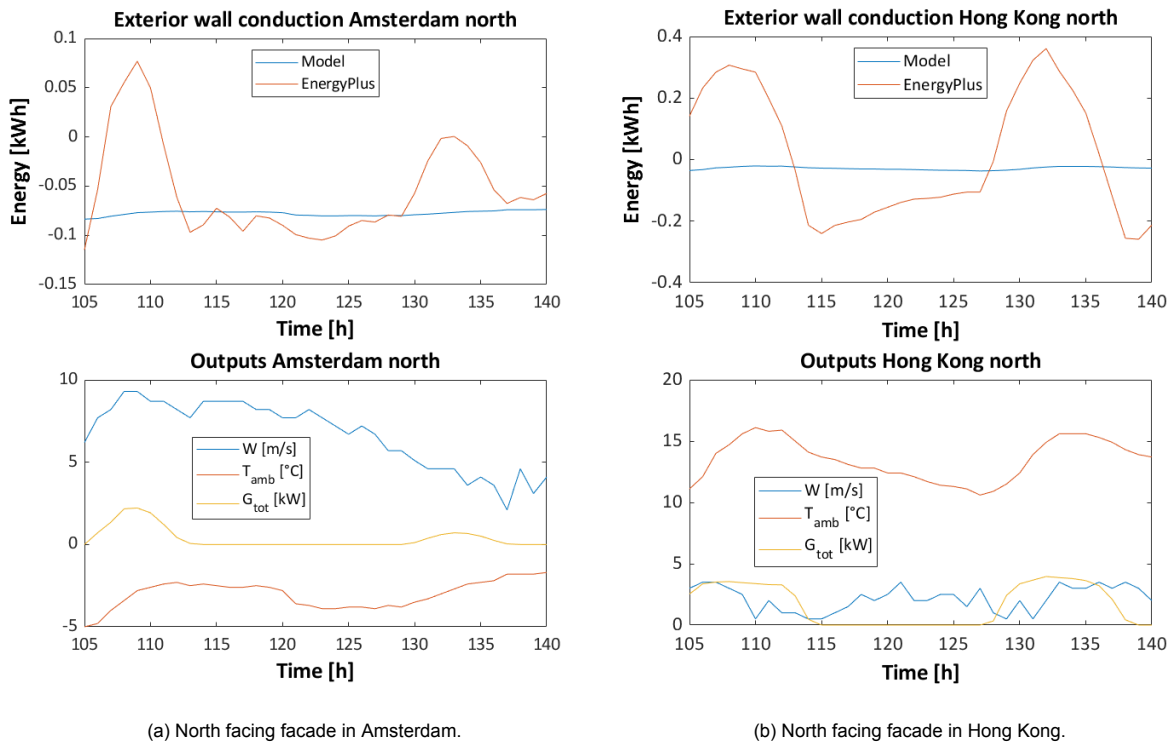 Exterior wall conduction Amsterdam north
0.1
0.05
0
-0.05
-0.1
-0.15
Energy [kWh]
Model
EnergyPlus
105 110 115 120 125 130 135 140
Time [h]
Exterior wall conduction Hong Kong north
0.4
0.2
0
-0.2
-0.4
Energy [kWh]
Model
EnergyPlus
105 110 115 120 125 130 135 140
Time [h]
Outputs Amsterdam north
10
5
0
-5
W [m/s]
T_amb [°C]
G_tot [kW]
105 110 115 120 125 130 135 140
Time [h]
Outputs Hong Kong north
20
15
10
5
0
W [m/s]
T_amb [°C]
G_tot [kW]
105 110 115 120 125 130 135 140
Time [h]
(a) North facing facade in Amsterdam.
(b) North facing facade in Hong Kong.